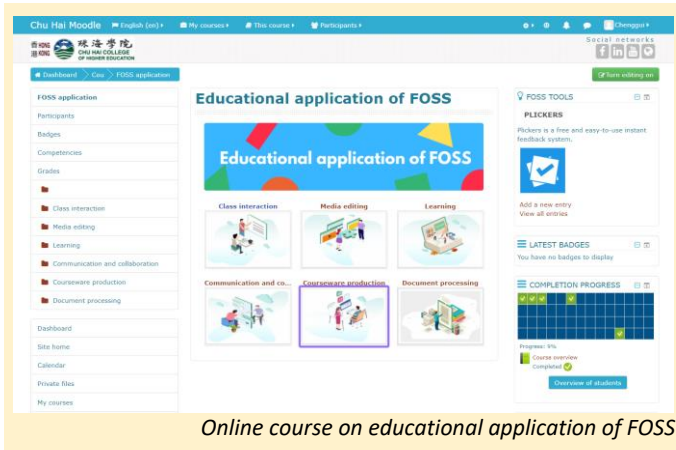 Chu Hai Moodle English (en) My courses This course Participants Chengguo
香港 珠海學院
CHU HAI COLLEGE
HONG KONG OF HIGHER EDUCATION
Social networks
Dashboard Cou FOSS application Turn editing on
FOSS application
Participants
Badges
Competencies
Grades
Class interaction
Media editing
Learning
Communication and collaboration
Courseware production
Document processing
Dashboard
Site home
Calendar
Private files
My courses
Educational application of FOSS
Educational application of FOSS
Class interaction Media editing Learning
Communication and co... Courseware production Document processing
FOSS TOOLS
PLICKERS
Plickers is a free and easy-to-use instant
feedback system.
Add a new entry
View all entries
LATEST BADGES
You have no badges to display
COMPLETION PROGRESS
Progress: 9%
Course overview
Completed
Overview of students
Online course on educational application of FOSS